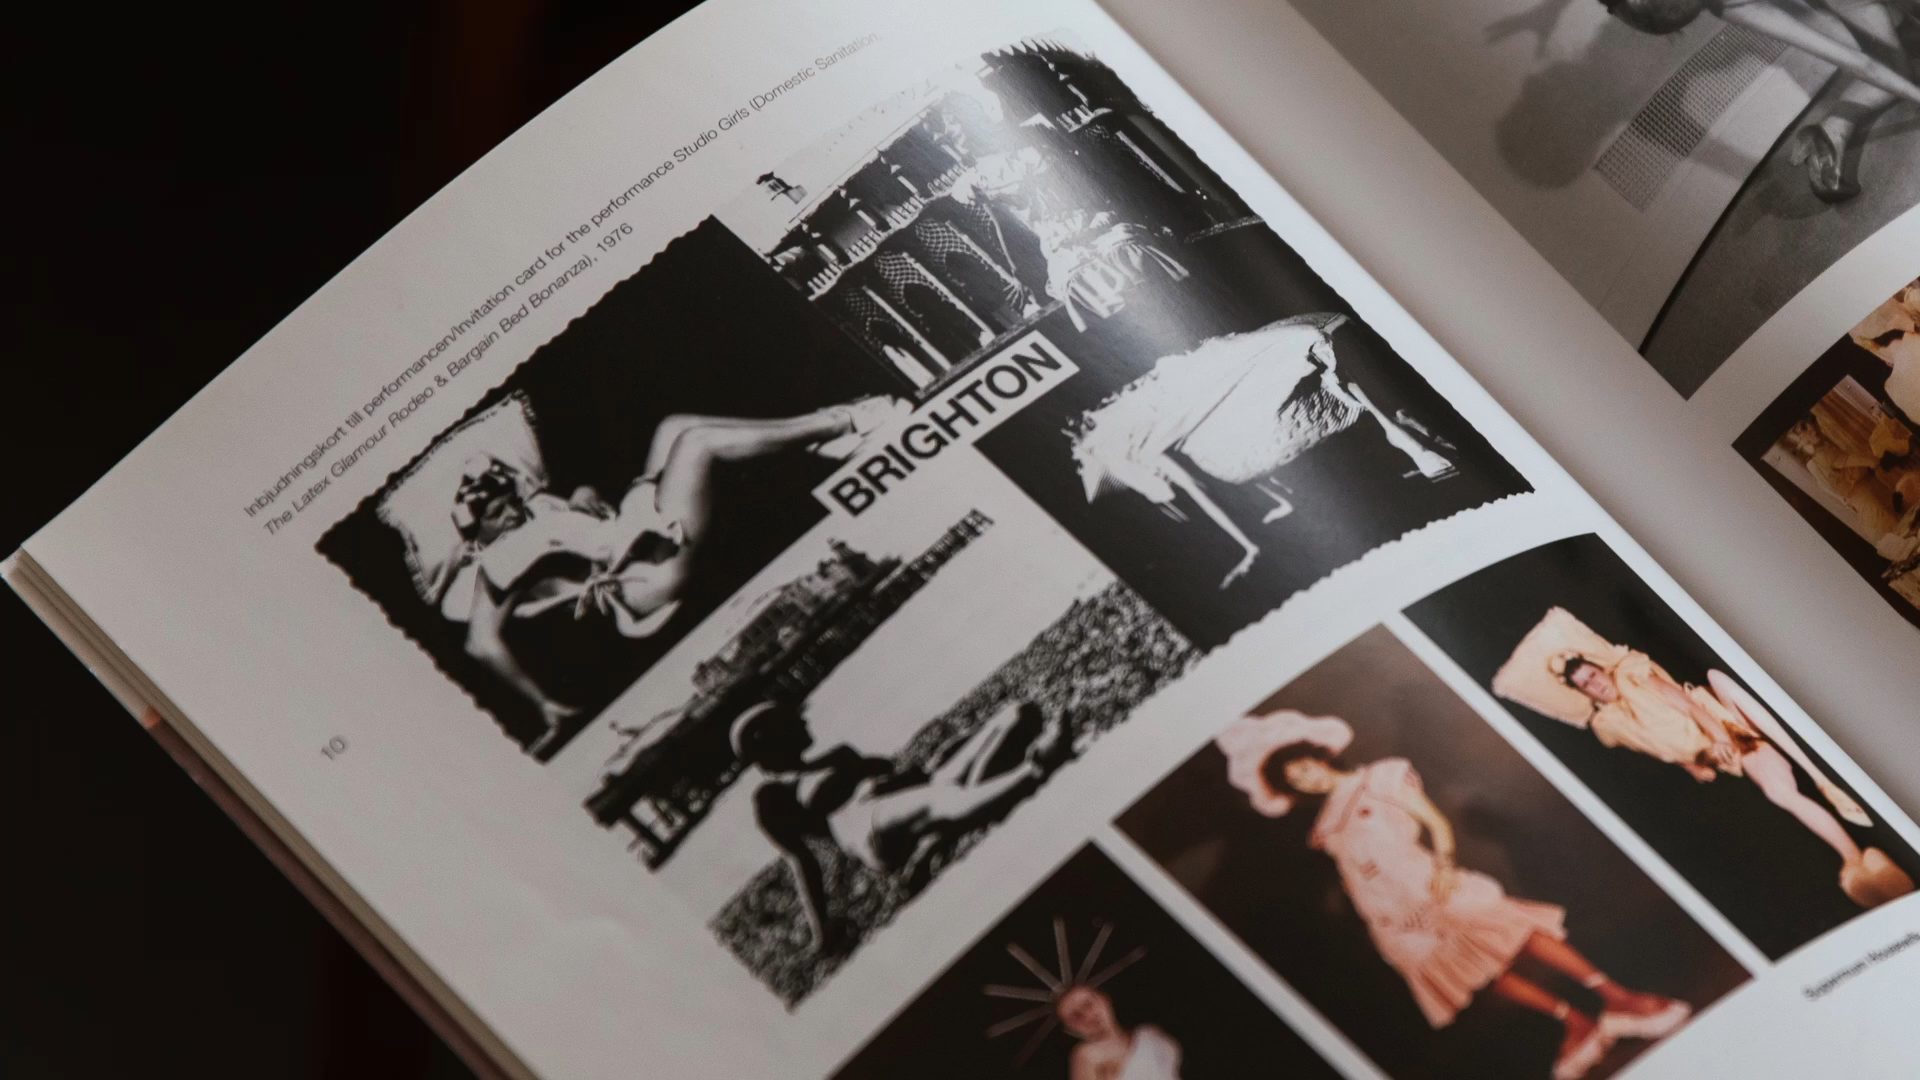 Inbjudningskort till performancen/Invitation card for the performance Studio Girls (Domestic Sanitation,
The Latex Glamour Rodeo & Bargain Bed Bonanza), 1976
BRIGHTON
10